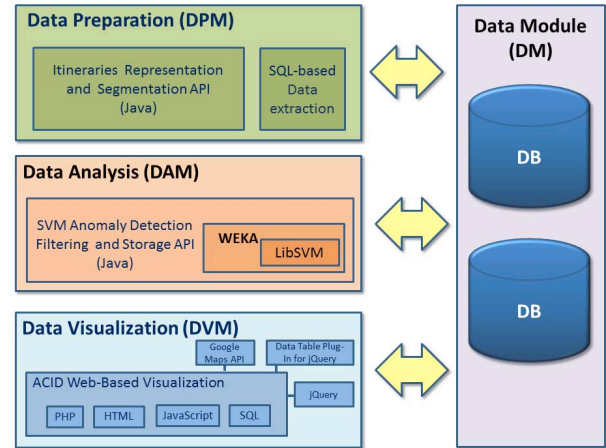 Data Preparation (DPM)
Itineraries Representation
and Segmentation API
(Java)
SQL-based
Data
extraction
Data Analysis (DAM)
SVM Anomaly Detection
Filtering and Storage API
(Java)
WEKA
LibSVM
Data Visualization (DVM)
Google
Maps API
Data Table Plug-
In for jQuery
ACID Web-Based Visualization
jQuery
PHP
HTML
JavaScript
SQL
Data Module
(DM)
DB
DB